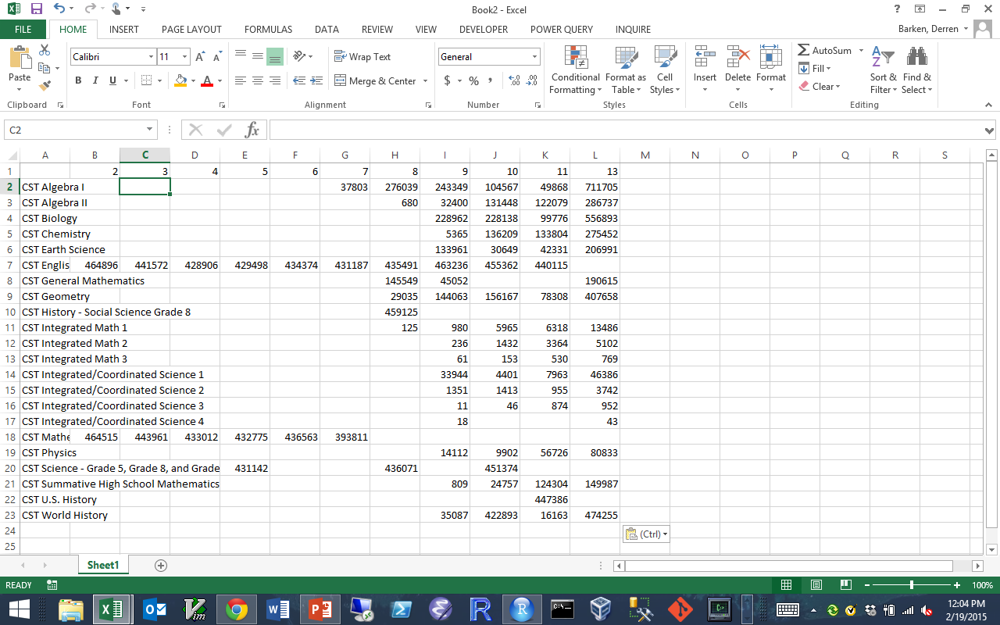 Book2 - Excel
FILE HOME INSERT PAGE LAYOUT FORMULAS DATA REVIEW VIEW DEVELOPER POWER QUERY INQUIRE Barken, Derren
Paste
Calibri 11
B I U
Wrap Text
Merge & Center
General
$ % ,
Conditional Formatting
Format as Table
Cell Styles
Insert Delete Format
AutoSum
Fill
Clear
Sort & Filter
Find & Select
Clipboard Font Alignment Number Styles Cells Editing
C2 fx
A B C D E F G H I J K L M N O P Q R S
1 2 3 4 5 6 7 8 9 10 11 13
2 CST Algebra I 37803 276039 243349 104567 49868 711705
3 CST Algebra II 680 32400 131448 122079 286737
4 CST Biology 228962 228138 99776 556893
5 CST Chemistry 5365 136209 133804 275452
6 CST Earth Science 133961 30649 42331 206991
7 CST Englis 464896 441572 428906 429498 434374 431187 435491 463236 455362 440115
8 CST General Mathematics 145549 45052 190615
9 CST Geometry 29035 144063 156167 78308 407658
10 CST History - Social Science Grade 8 459125
11 CST Integrated Math 1 125 980 5965 6318 13486
12 CST Integrated Math 2 236 1432 3364 5102
13 CST Integrated Math 3 61 153 530 769
14 CST Integrated/Coordinated Science 1 33944 4401 7963 46386
15 CST Integrated/Coordinated Science 2 1351 1413 955 3742
16 CST Integrated/Coordinated Science 3 11 46 874 952
17 CST Integrated/Coordinated Science 4 18 43
18 CST Mathe 464515 443961 433012 432775 436563 393811
19 CST Physics 14112 9902 56726 80833
20 CST Science - Grade 5, Grade 8, and Grade 431142 436071 451374
21 CST Summative High School Mathematics 809 24757 124304 149987
22 CST U.S. History 447386
23 CST World History 35087 422893 16163 474255
24
25
(Ctrl)
Sheet1
READY 100%
12:04 PM
2/19/2015